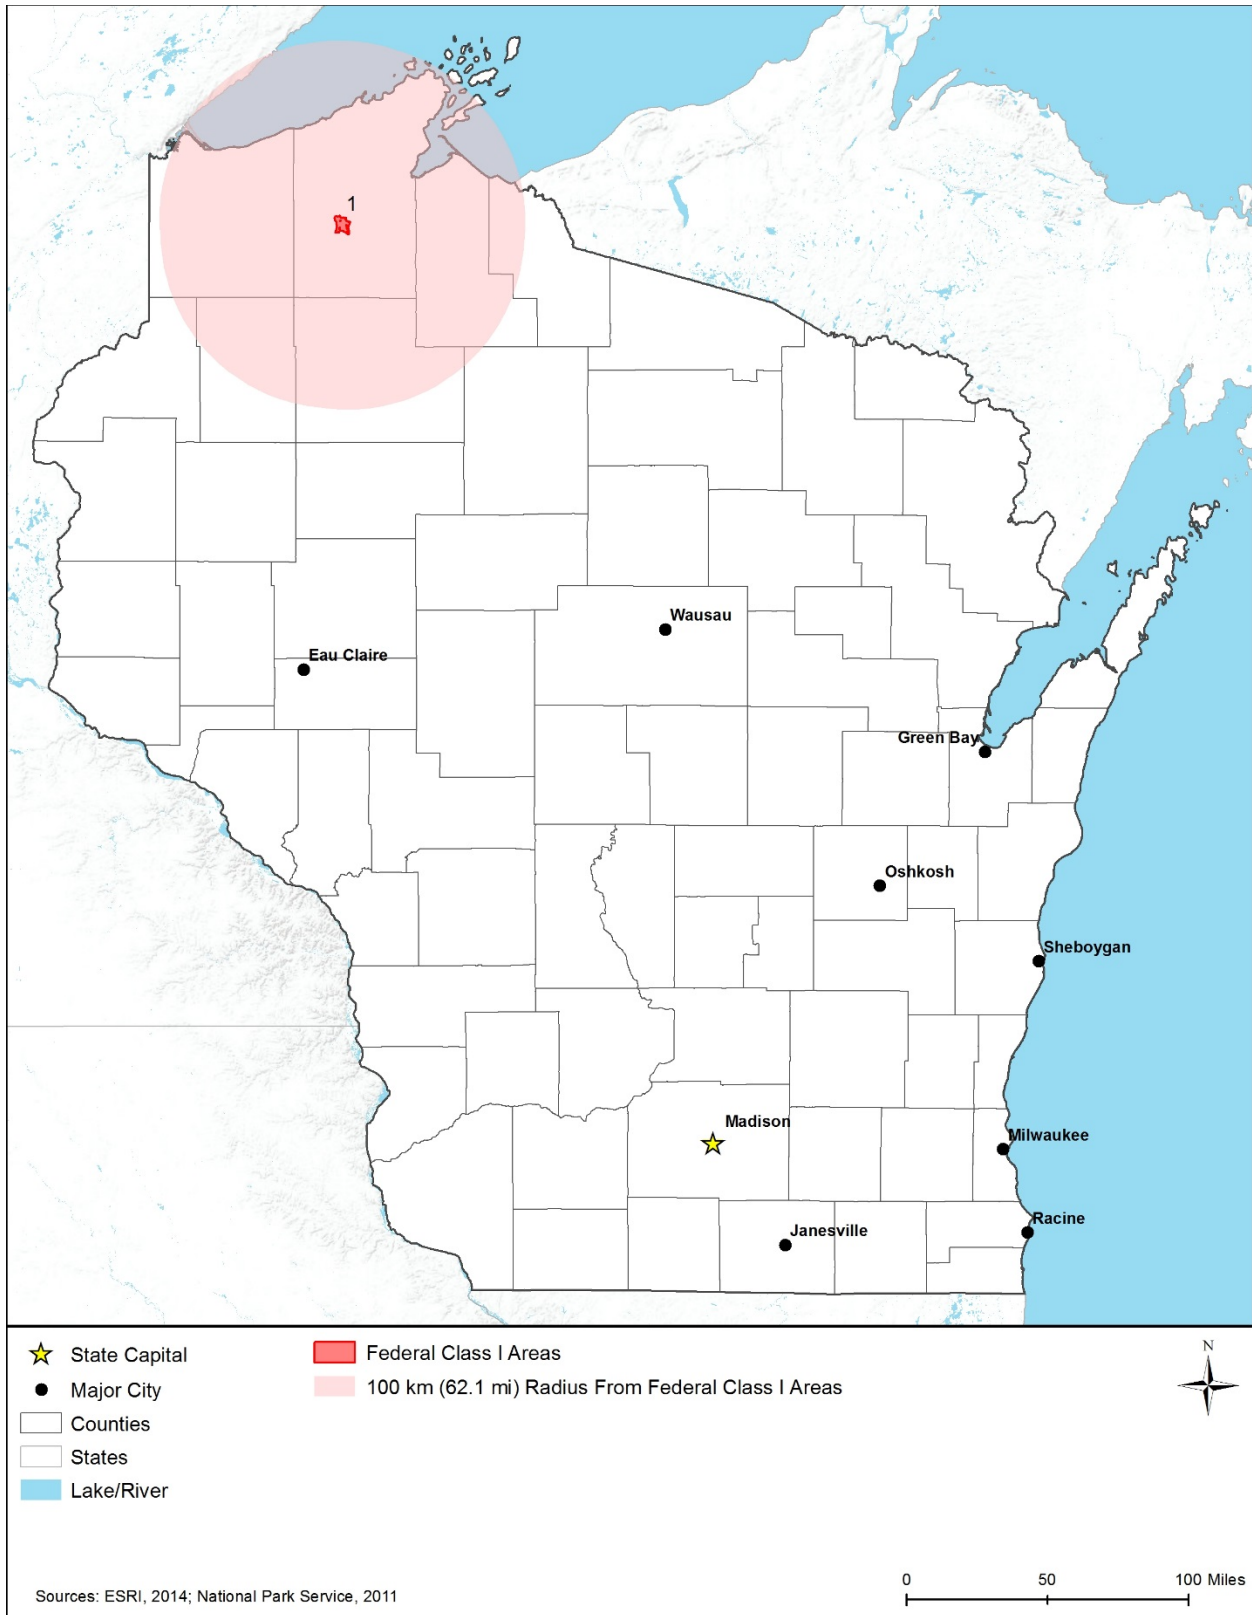 1
Wausau
Eau Claire
Green Bay
Oshkosh
Sheboygan
Madison
Milwaukee
Racine
Janesville
State Capital
Major City
Counties
States
Lake/River
Federal Class I Areas
100 km (62.1 mi) Radius From Federal Class I Areas
N
Sources: ESRI, 2014; National Park Service, 2011
0 50 100 Miles